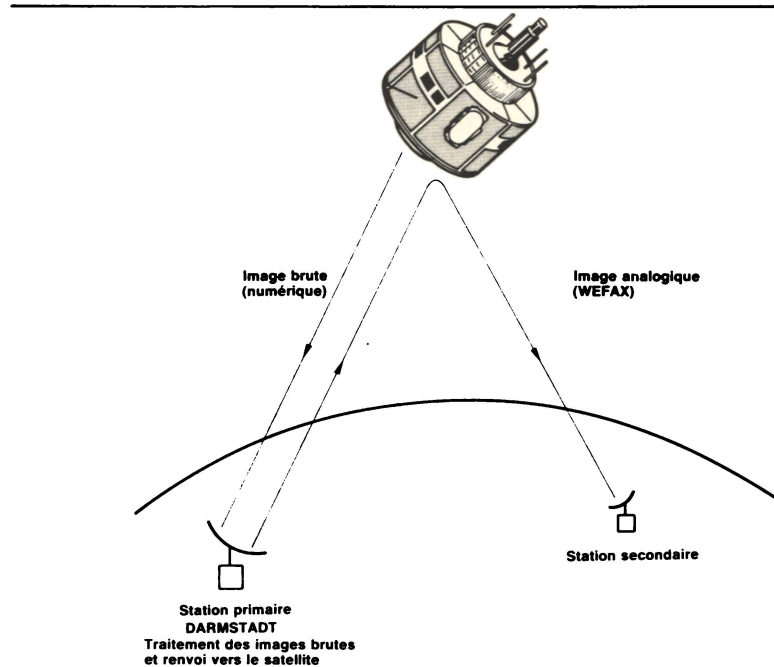 Image brute
(numérique)
Image analogique
(WEFAX)
Station secondaire
Station primaire
DARMSTADT
Traitement des images brutes
et renvoi vers le satellite